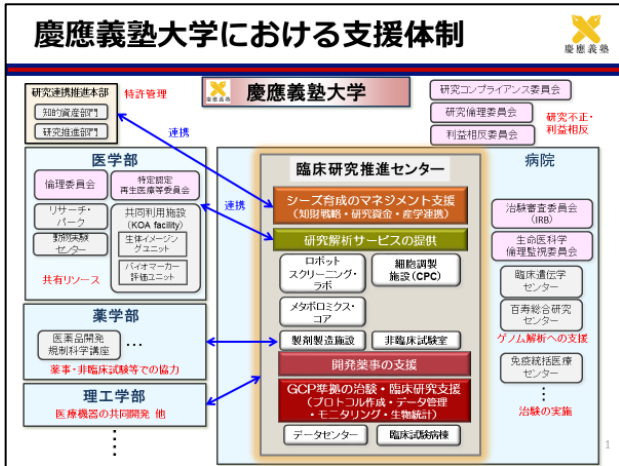 慶應義塾大学における支援体制
慶應義塾
研究連携推進本部
知的資産部門
研究推進部門
特許管理
慶應義塾大学
研究コンプライアンス委員会
研究倫理委員会
利益相反委員会
研究不正・
利益相反
連携
医学部
倫理委員会
特定認定
再生医療等委員会
リサーチ・
パーク
動物実験
センター
共同利用施設
(KOA facility)
生体イメージン
グユニット
バイオマーカー
評価ユニット
共有リソース
連携
薬学部
医薬品開発
規制科学講座
…
薬事・非臨床試験等での協力
理工学部
医療機器の共同開発 他
臨床研究推進センター
シーズ育成のマネジメント支援
(知財戦略・研究資金・産学連携)
研究解析サービスの提供
ロボット
スクリーニング・
ラボ
細胞調製
施設(CPC)
メタボロミクス・
コア
製剤製造施設
非臨床試験室
開発薬事の支援
GCP準拠の治験・臨床研究支援
(プロトコル作成・データ管理
・モニタリング・生物統計)
データセンター
臨床試験病棟
病院
治験審査委員会
(IRB)
生命医科学
倫理監視委員会
臨床遺伝学
センター
百寿総合研究
センター
ゲノム解析への支援
免疫統括医療
センター
治験の実施
1